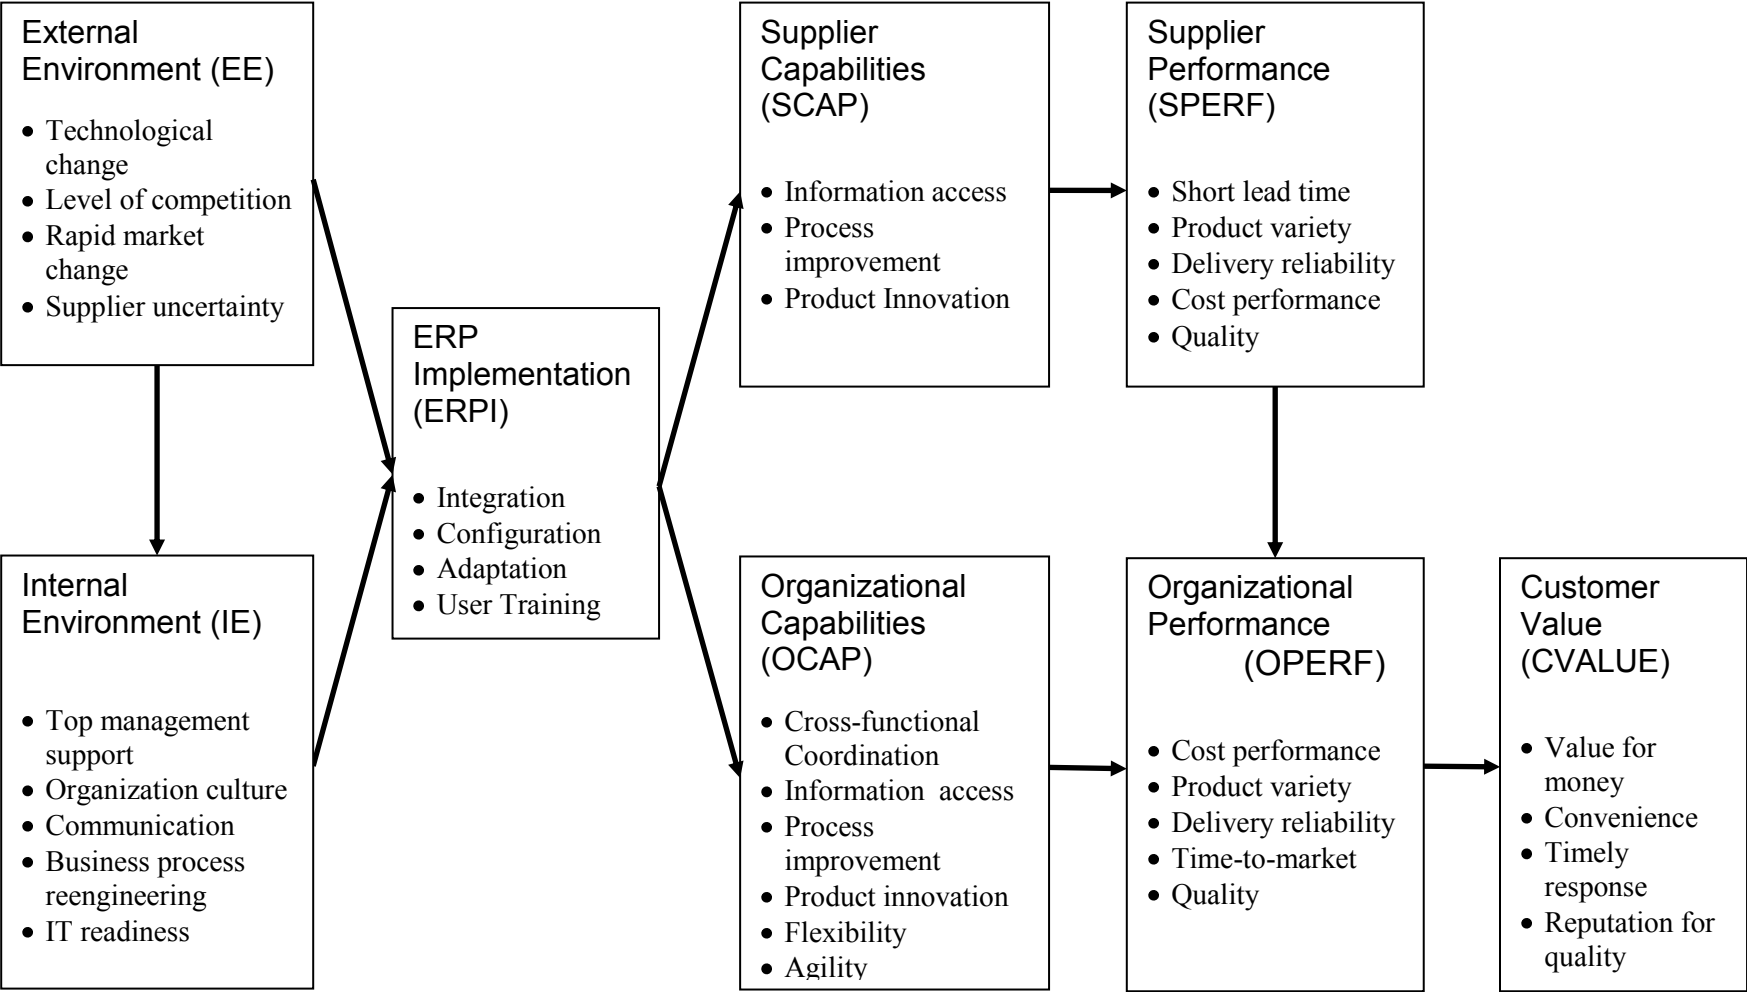 External
Environment (EE)
• Technological
change
• Level of competition
• Rapid market
change
• Supplier uncertainty
Internal
Environment (IE)
• Top management
support
• Organization culture
• Communication
• Business process
reengineering
• IT readiness
ERP
Implementation
(ERPI)
• Integration
• Configuration
• Adaptation
• User Training
Supplier
Capabilities
(SCAP)
• Information access
• Process
improvement
• Product Innovation
Organizational
Capabilities
(OCAP)
• Cross-functional
Coordination
• Information  access
• Process
improvement
• Product innovation
• Flexibility
• Agility
Supplier
Performance
(SPERF)
• Short lead time
• Product variety
• Delivery reliability
• Cost performance
• Quality
Organizational
Performance
(OPERF)
• Cost performance
• Product variety
• Delivery reliability
• Time-to-market
• Quality
Customer
Value
(CVALUE)
• Value for
money
• Convenience
• Timely
response
• Reputation for
quality